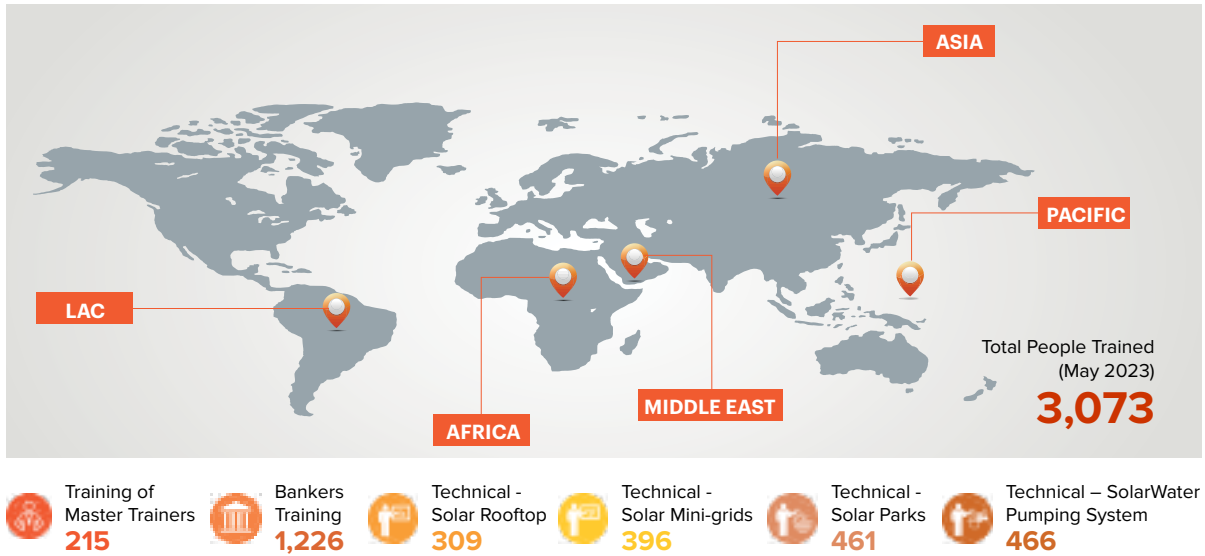 ASIA
PACIFIC
LAC
AFRICA
MIDDLE EAST
Total People Trained
(May 2023)
3,073
Training of
Master Trainers
215
Bankers
Training
1,226
Technical -
Solar Rooftop
309
Technical -
Solar Mini-grids
396
Technical -
Solar Parks
461
Technical – SolarWater
Pumping System
466